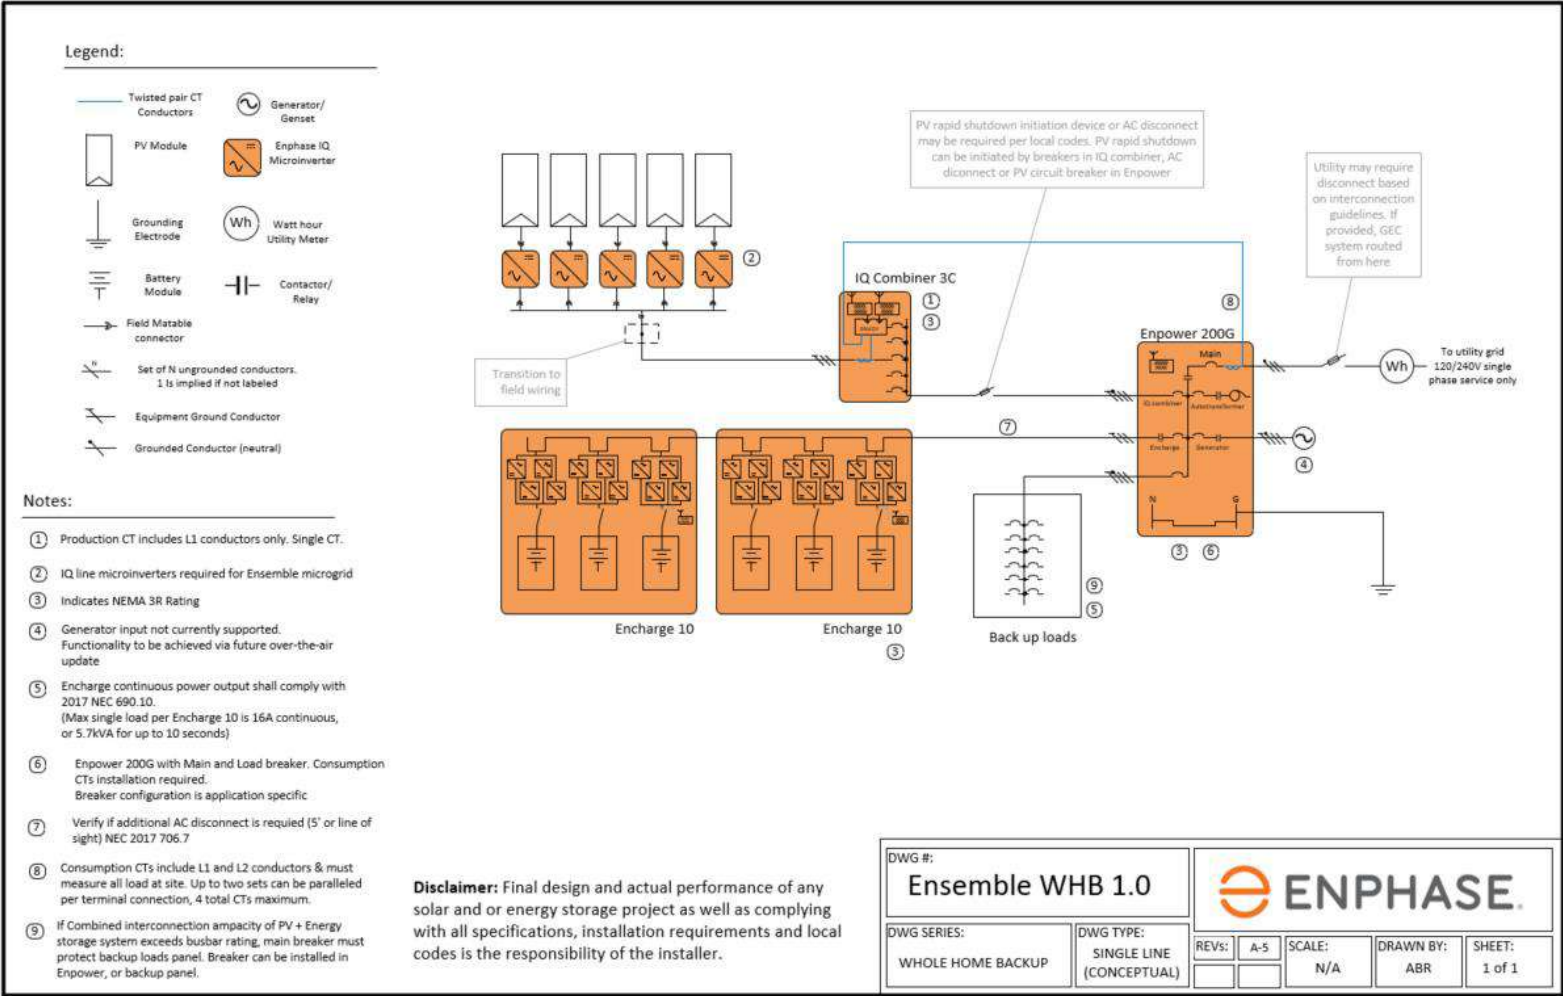 Legend:
Twisted pair CT
Conductors
Generator/
Genset
PV Module
Enphase IQ
Microinverter
Grounding
Electrode
Wh
Watt hour
Utility Meter
Battery
Module
Contactor/
Relay
Field Matable
connector
N
Set of N ungrounded conductors.
1 Is implied if not labeled
Equipment Ground Conductor
Grounded Conductor (neutral)
Notes:
1 Production CT includes L1 conductors only. Single CT.
2 IQ line microinverters required for Ensemble microgrid
3 Indicates NEMA 3R Rating
4 Generator input not currently supported.
Functionality to be achieved via future over-the-air
update
5 Encharge continuous power output shall comply with
2017 NEC 690.10.
(Max single load per Encharge 10 is 16A continuous,
or 5.7kVA for up to 10 seconds)
6 Enpower 200G with Main and Load breaker. Consumption
CTs installation required.
Breaker configuration is application specific
7 Verify if additional AC disconnect is requied (5' or line of
sight) NEC 2017 706.7
8 Consumption CTs include L1 and L2 conductors & must
measure all load at site. Up to two sets can be paralleled
per terminal connection, 4 total CTs maximum.
9 If Combined interconnection ampacity of PV + Energy
storage system exceeds busbar rating, main breaker must
protect backup loads panel. Breaker can be installed in
Enpower, or backup panel.
2
Transition to
field wiring
PV rapid shutdown initiation device or AC disconnect
may be required per local codes. PV rapid shutdown
can be initiated by breakers in IQ combiner, AC
diconnect or PV circuit breaker in Enpower
Utility may require
disconnect based
on interconnection
guidelines. If
provided, GEC
system routed
from here
IQ Combiner 3C
1
3
8
Enpower 200G
Main
IQ combiner
Autotransformer
Encharge
Generator
N
G
3 6
Wh
To utility grid
120/240V single
phase service only
4
7
Encharge 10
Encharge 10
3
9
5
Back up loads
Disclaimer: Final design and actual performance of any
solar and or energy storage project as well as complying
with all specifications, installation requirements and local
codes is the responsibility of the installer.
DWG #:
Ensemble WHB 1.0
DWG SERIES:
WHOLE HOME BACKUP
DWG TYPE:
SINGLE LINE
(CONCEPTUAL)
ENPHASE.
REVs:
A-5
SCALE:
N/A
DRAWN BY:
ABR
SHEET:
1 of 1